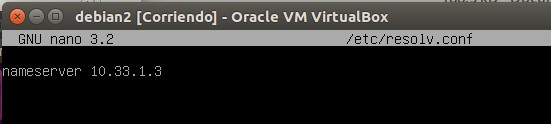 debian2 [Corriendo] - Oracle VM VirtualBox
GNU nano 3.2 /etc/resolv.conf
nameserver 10.33.1.3